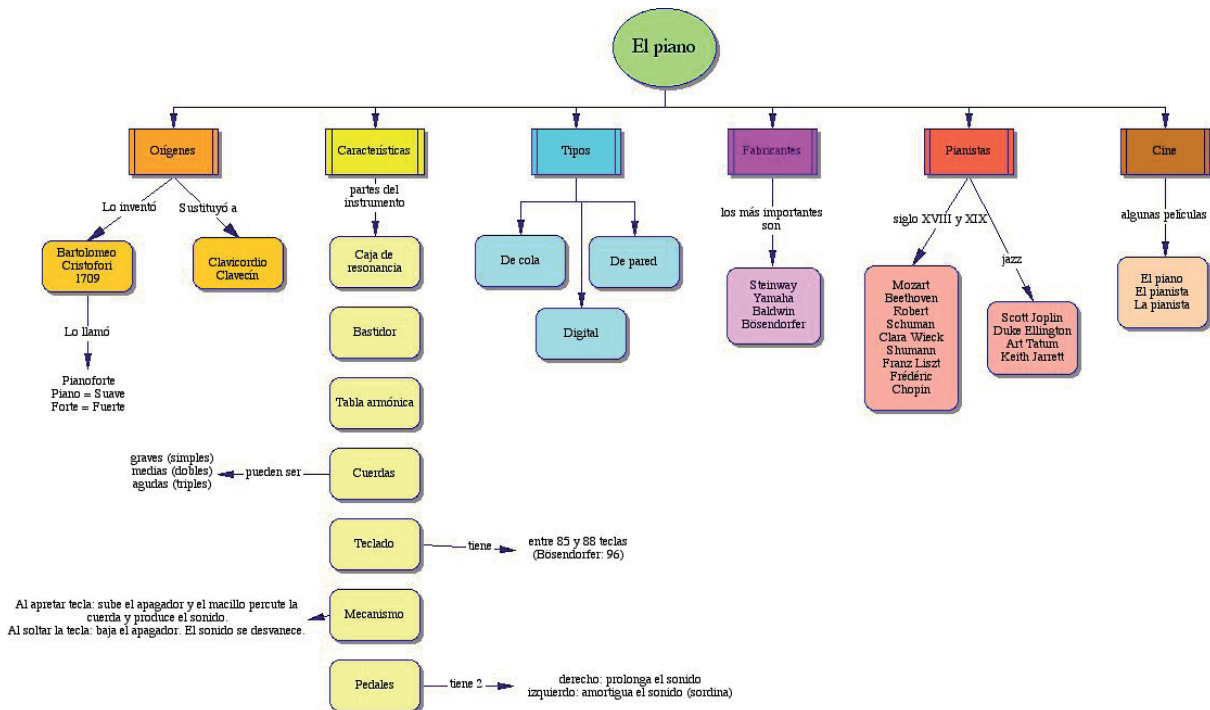 El piano
Orígenes
Características
Tipos
Fabricantes
Pianistas
Cine
Lo inventó
Sustituyó a
Bartolomeo
Cristofori
1709
Clavicordio
Clavecín
Lo llamó
Pianoforte
Piano = Suave
Forte = Fuerte
partes del
instrumento
Caja de
resonancia
Bastidor
Tabla armónica
Cuerdas
pueden ser
graves (simples)
medias (dobles)
agudas (triples)
Teclado
tiene
entre 85 y 88 teclas
(Bösendorfer: 96)
Mecanismo
Al apretar tecla: sube el apagador y el macillo percute la
cuerda y produce el sonido.
Al soltar la tecla: baja el apagador. El sonido se desvanece.
Pedales
tiene 2
derecho: prolonga el sonido
izquierdo: amortigua el sonido (sordina)
De cola
De pared
Digital
los más importantes
son
Steinway
Yamaha
Baldwin
Bösendorfer
siglo XVIII y XIX
Mozart
Beethoven
Robert
Schuman
Clara Wieck
Shumann
Franz Liszt
Frédéric
Chopin
jazz
Scott Joplin
Duke Ellington
Art Tatum
Keith Jarrett
algunas películas
El piano
El pianista
La pianista